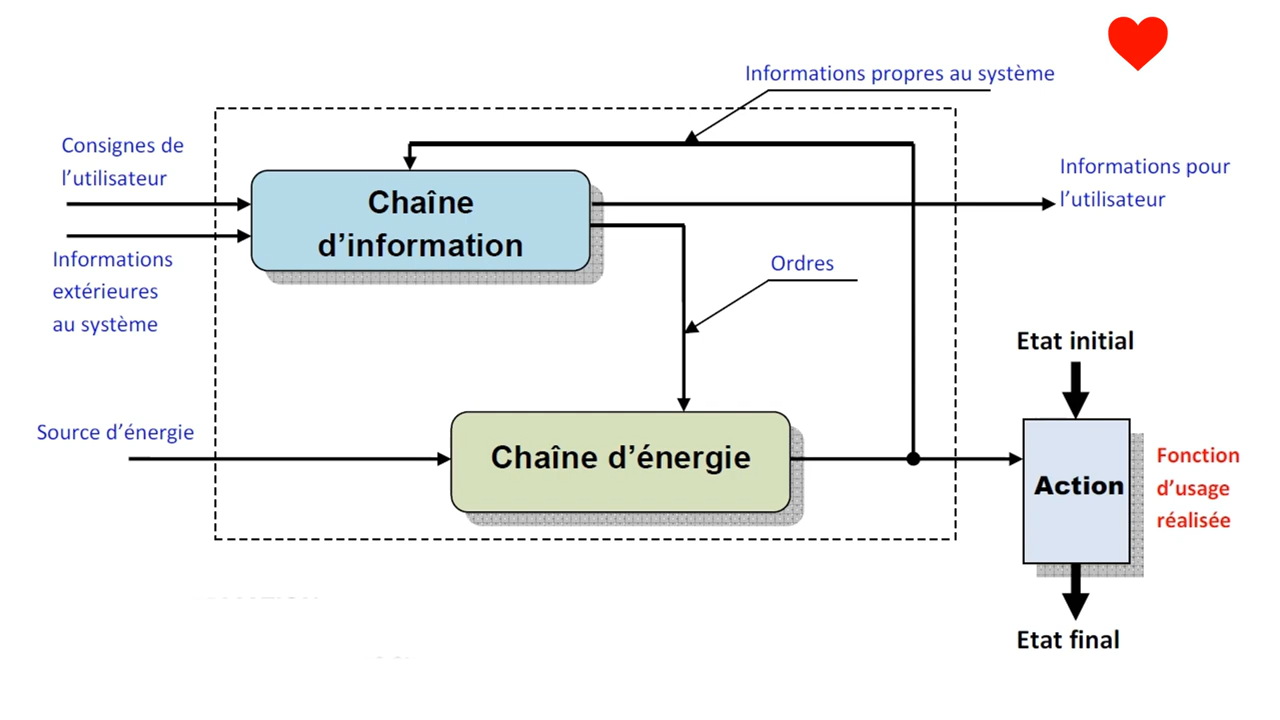 Informations propres au système
Consignes de
l’utilisateur
Informations pour
l’utilisateur
Chaîne
d’information
Informations
extérieures
au système
Ordres
Etat initial
Source d’énergie
Chaîne d’énergie
Action
Fonction
d’usage
réalisée
Etat final